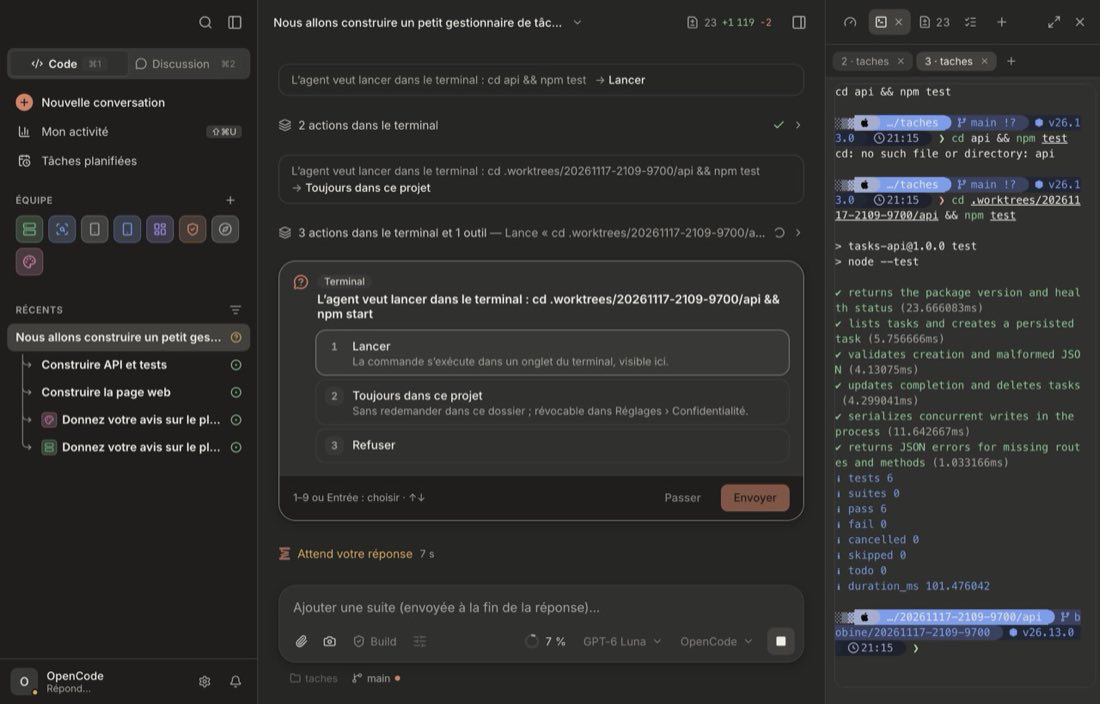 Code ⌘1
Discussion ⌘2
Nouvelle conversation
Mon activité ⇧⌘U
Tâches planifiées
ÉQUIPE
RÉCENTS
Nous allons construire un petit ges...
Construire API et tests
Construire la page web
Donnez votre avis sur le pl...
Donnez votre avis sur le pl...
O
OpenCode
Répond...
Nous allons construire un petit gestionnaire de tâc...
23 +1 119 -2
L'agent veut lancer dans le terminal : cd api && npm test → Lancer
2 actions dans le terminal
L'agent veut lancer dans le terminal : cd .worktrees/20261117-2109-9700/api && npm test
→ Toujours dans ce projet
3 actions dans le terminal et 1 outil — Lance « cd .worktrees/20261117-2109-9700/a...
Terminal
L'agent veut lancer dans le terminal : cd .worktrees/20261117-2109-9700/api &&
npm start
1 Lancer
La commande s'exécute dans un onglet du terminal, visible ici.
2 Toujours dans ce projet
Sans redemander dans ce dossier ; révocable dans Réglages › Confidentialité.
3 Refuser
1–9 ou Entrée : choisir · ↑↓
Passer
Envoyer
Attend votre réponse 7 s
Ajouter une suite (envoyée à la fin de la réponse)...
Build
7 %
GPT-6 Luna
OpenCode
taches
main
23
2 · taches
3 · taches
cd api && npm test
…/taches main !? v26.1
3.0 21:15 ❯ cd api && npm test
cd: no such file or directory: api
…/taches main !? v26.1
3.0 21:15 ❯ cd .worktrees/202611
17-2109-9700/api && npm test
> tasks-api@1.0.0 test
> node --test
✔ returns the package version and heal
th status (23.666083ms)
✔ lists tasks and creates a persisted
task (5.756666ms)
✔ validates creation and malformed JSO
N (4.13075ms)
✔ updates completion and deletes tasks
(4.299041ms)
✔ serializes concurrent writes in the
process (11.642667ms)
✔ returns JSON errors for missing rout
es and methods (1.033166ms)
ℹ tests 6
ℹ suites 0
ℹ pass 6
ℹ fail 0
ℹ cancelled 0
ℹ skipped 0
ℹ todo 0
ℹ duration_ms 101.476042
…/20261117-2109-9700/api b
obine/20261117-2109-9700 v26.13.0
21:15 ❯